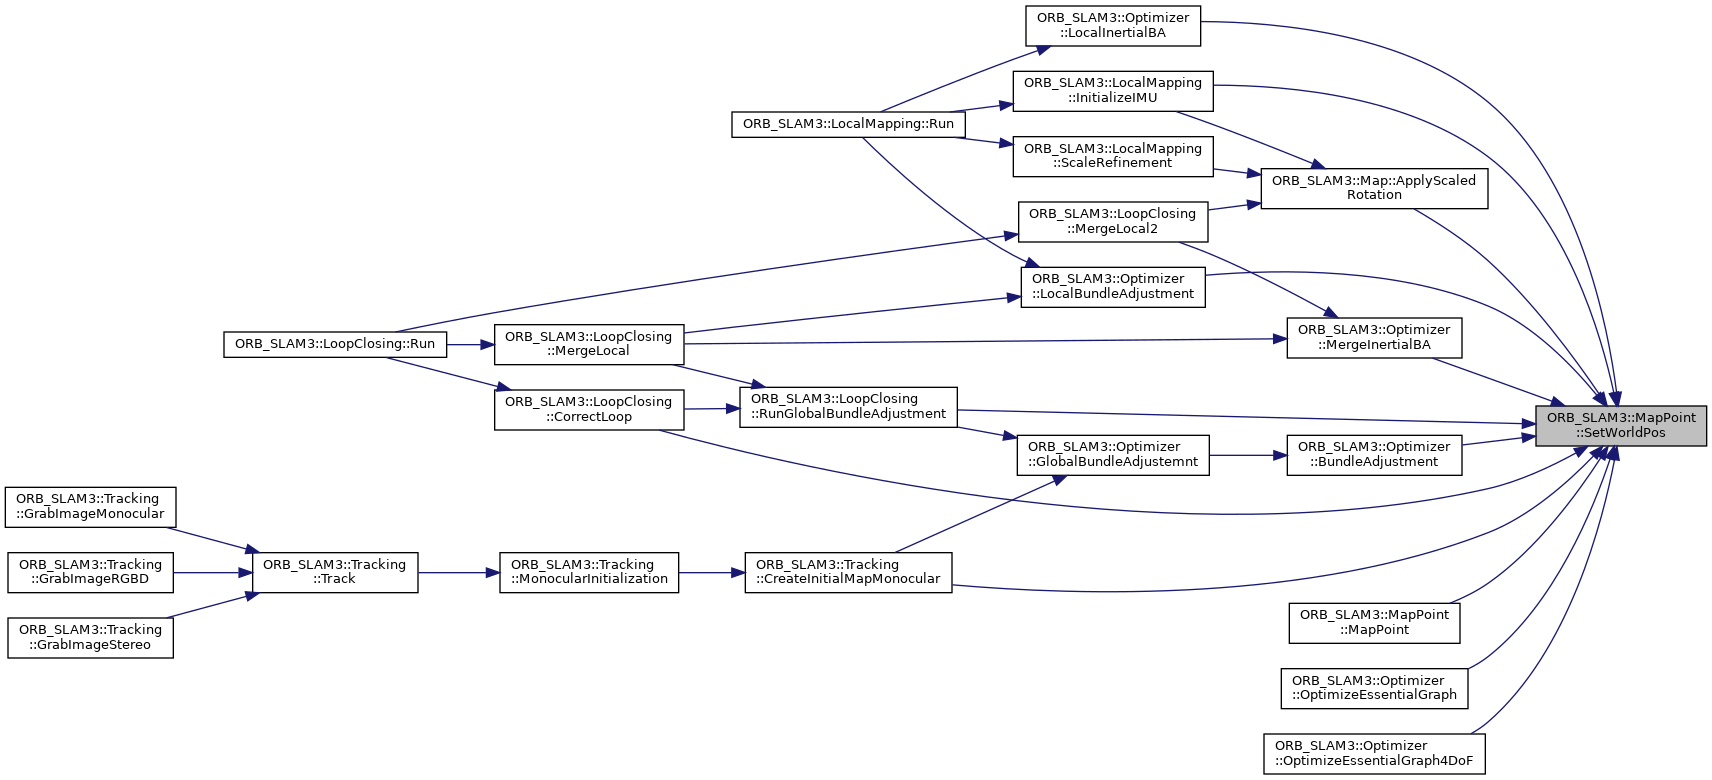 ORB_SLAM3::Optimizer
::LocalInertialBA
ORB_SLAM3::LocalMapping
::InitializeIMU
ORB_SLAM3::LocalMapping::Run
ORB_SLAM3::LocalMapping
::ScaleRefinement
ORB_SLAM3::Map::ApplyScaled
Rotation
ORB_SLAM3::LoopClosing
::MergeLocal2
ORB_SLAM3::Optimizer
::LocalBundleAdjustment
ORB_SLAM3::Optimizer
::MergeInertialBA
ORB_SLAM3::LoopClosing::Run
ORB_SLAM3::LoopClosing
::MergeLocal
ORB_SLAM3::LoopClosing
::CorrectLoop
ORB_SLAM3::LoopClosing
::RunGlobalBundleAdjustment
ORB_SLAM3::MapPoint
::SetWorldPos
ORB_SLAM3::Optimizer
::GlobalBundleAdjustemnt
ORB_SLAM3::Optimizer
::BundleAdjustment
ORB_SLAM3::Tracking
::GrabImageMonocular
ORB_SLAM3::Tracking
::GrabImageRGBD
ORB_SLAM3::Tracking
::Track
ORB_SLAM3::Tracking
::MonocularInitialization
ORB_SLAM3::Tracking
::CreateInitialMapMonocular
ORB_SLAM3::Tracking
::GrabImageStereo
ORB_SLAM3::MapPoint
::MapPoint
ORB_SLAM3::Optimizer
::OptimizeEssentialGraph
ORB_SLAM3::Optimizer
::OptimizeEssentialGraph4DoF